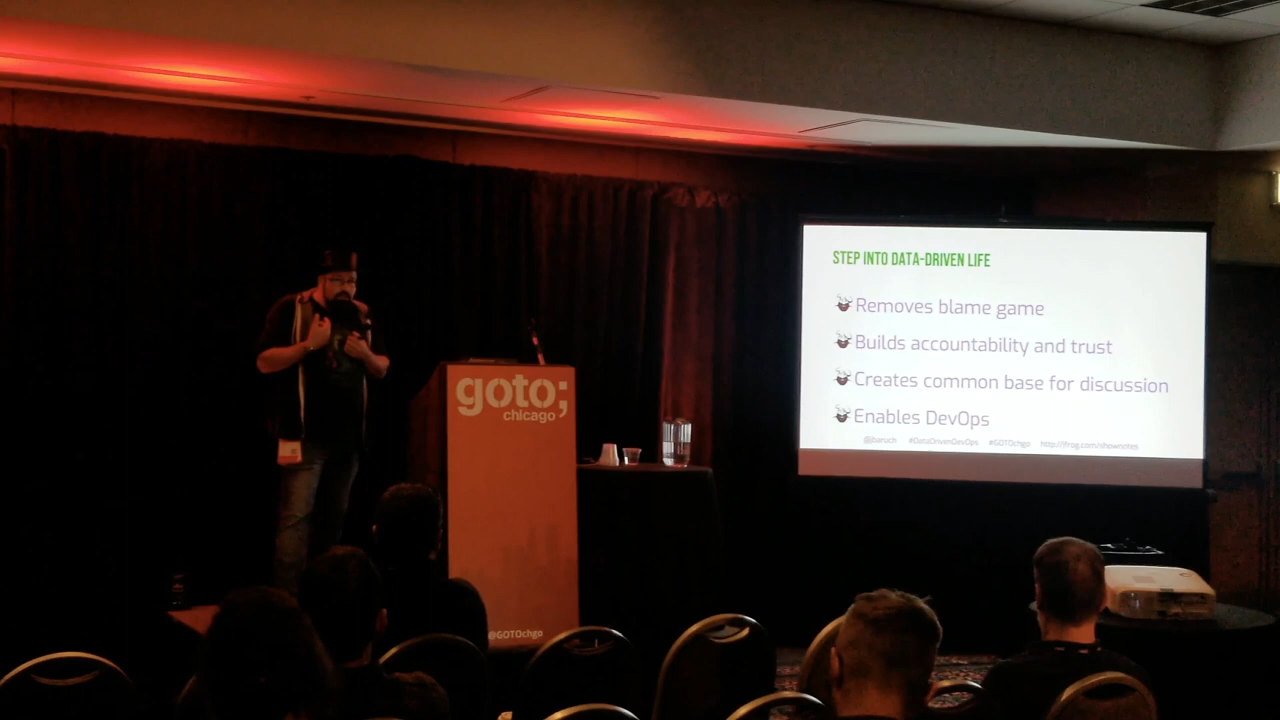 goto;
chicago
@GOTOchgo
STEP INTO DATA-DRIVEN LIFE
Removes blame game
Builds accountability and trust
Creates common base for discussion
Enables DevOps
@jbaruch #DataDrivenDevOps #GOTOchgo http://jfrog.com/shownotes